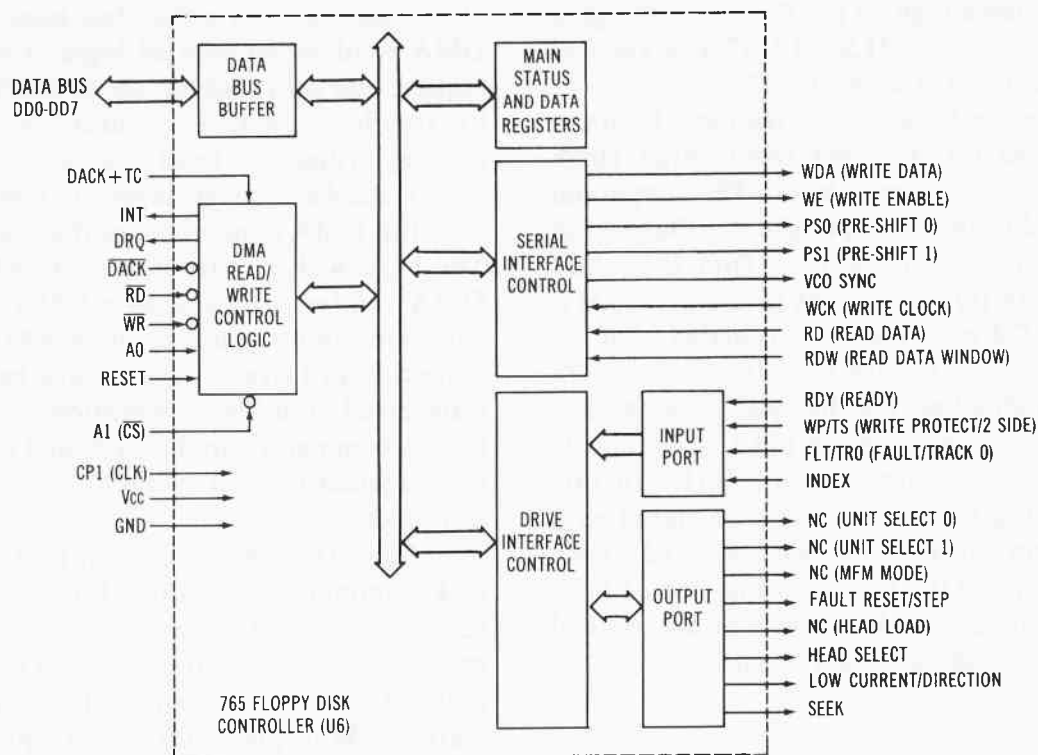 DATA BUS
DD0-DD7
DATA
BUS
BUFFER
MAIN
STATUS
AND DATA
REGISTERS
DACK+TC
INT
DRQ
DACK
RD
WR
A0
RESET
A1 (CS)
CP1 (CLK)
Vcc
GND
DMA
READ/
WRITE
CONTROL
LOGIC
SERIAL
INTERFACE
CONTROL
WDA (WRITE DATA)
WE (WRITE ENABLE)
PS0 (PRE-SHIFT 0)
PS1 (PRE-SHIFT 1)
VCO SYNC
WCK (WRITE CLOCK)
RD (READ DATA)
RDW (READ DATA WINDOW)
DRIVE
INTERFACE
CONTROL
INPUT
PORT
RDY (READY)
WP/TS (WRITE PROTECT/2 SIDE)
FLT/TR0 (FAULT/TRACK 0)
INDEX
OUTPUT
PORT
NC (UNIT SELECT 0)
NC (UNIT SELECT 1)
NC (MFM MODE)
FAULT RESET/STEP
NC (HEAD LOAD)
HEAD SELECT
LOW CURRENT/DIRECTION
SEEK
765 FLOPPY DISK
CONTROLLER (U6)